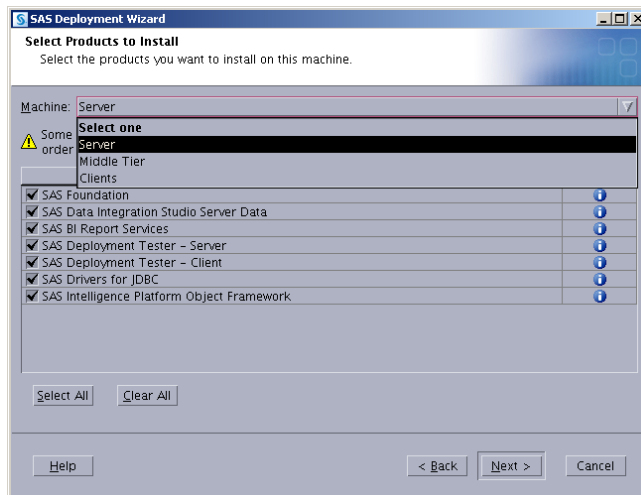 SAS Deployment Wizard
Select Products to Install
Select the products you want to install on this machine.
Machine: Server
Some
order
Select one
Server
Middle Tier
Clients
SAS Foundation
SAS Data Integration Studio Server Data
SAS BI Report Services
SAS Deployment Tester - Server
SAS Deployment Tester - Client
SAS Drivers for JDBC
SAS Intelligence Platform Object Framework
Select All Clear All
Help < Back Next > Cancel